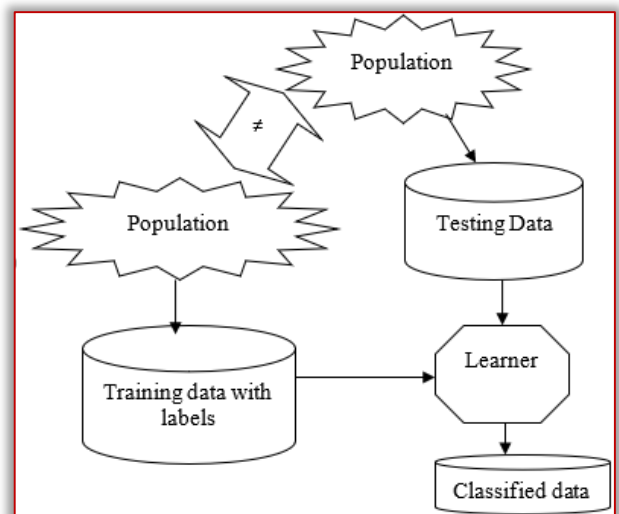 Population
≠
Population
Testing Data
Learner
Training data with
labels
Classified data